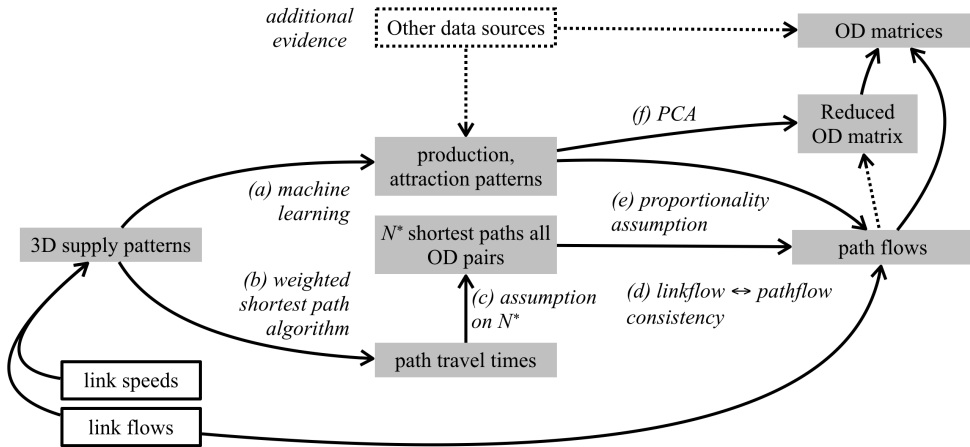 additional
evidence
Other data sources
OD matrices
(f) PCA
Reduced
OD matrix
production,
attraction patterns
(a) machine
learning
(e) proportionality
assumption
3D supply patterns
N* shortest paths all
OD pairs
path flows
(b) weighted
shortest path
algorithm
(c) assumption
on N*
(d) linkflow ↔ pathflow
consistency
path travel times
link speeds
link flows